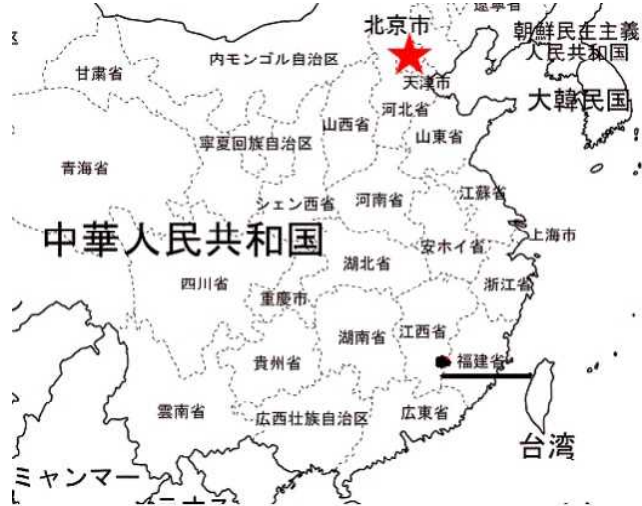 遼寧省
北京市
朝鮮民主主義
人民共和国
内モンゴル自治区
甘粛省
天津市
河北省
大韓民国
山西省
山東省
寧夏回族自治区
青海省
シェン西省
河南省
江蘇省
中華人民共和国
安ホイ省
上海市
湖北省
四川省
浙江省
重慶市
湖南省
江西省
貴州省
福建省
雲南省
広西壮族自治区
広東省
台湾
ミャンマー